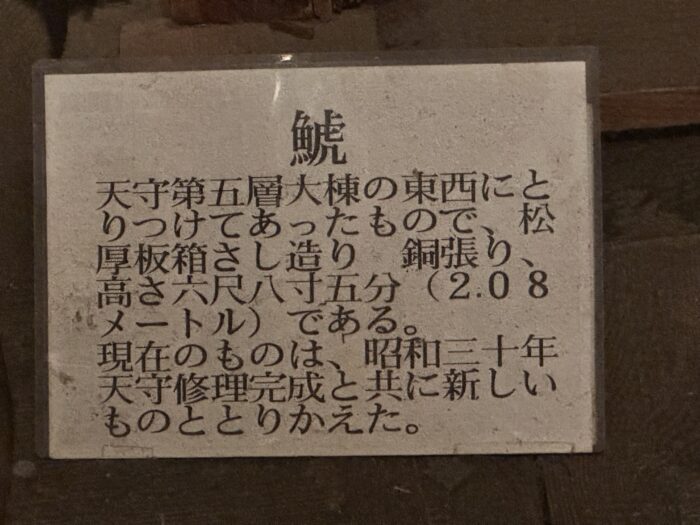 鯱
天守第五層大棟の東西にと
りつけてあったもので、松
厚板箱さし造り 銅張り、
高さ六尺八寸五分（2.08
メートル）である。
現在のものは、昭和三十年
天守修理完成と共に新しい
ものととりかえた。